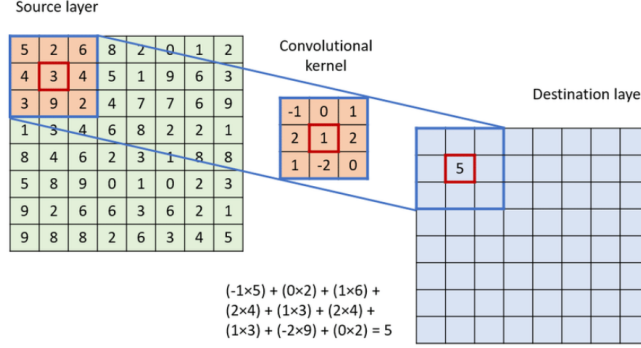 Source layer
Convolutional kernel
Destination laye
5 2 6 8 2 0 1 2
4 3 4 5 1 9 6 3
3 9 2 4 7 7 6 9
1 3 4 6 8 2 2 1
8 4 6 2 3 1 8 8
5 8 9 0 1 0 2 3
9 2 6 6 3 6 2 1
9 8 8 2 6 3 4 5
-1 0 1
2 1 2
1 -2 0
5
(-1×5) + (0×2) + (1×6) +
(2×4) + (1×3) + (2×4) +
(1×3) + (-2×9) + (0×2) = 5